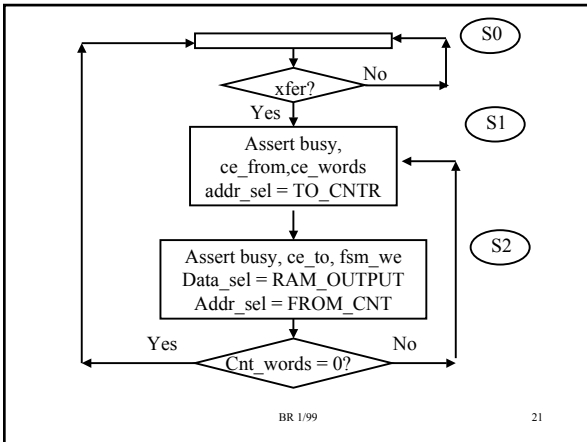 S0
No
xfer?
Yes
S1
Assert busy,
ce_from,ce_words
addr_sel = TO_CNTR
S2
Assert busy, ce_to, fsm_we
Data_sel = RAM_OUTPUT
Addr_sel = FROM_CNT
Yes
No
Cnt_words = 0?
BR 1/99
21